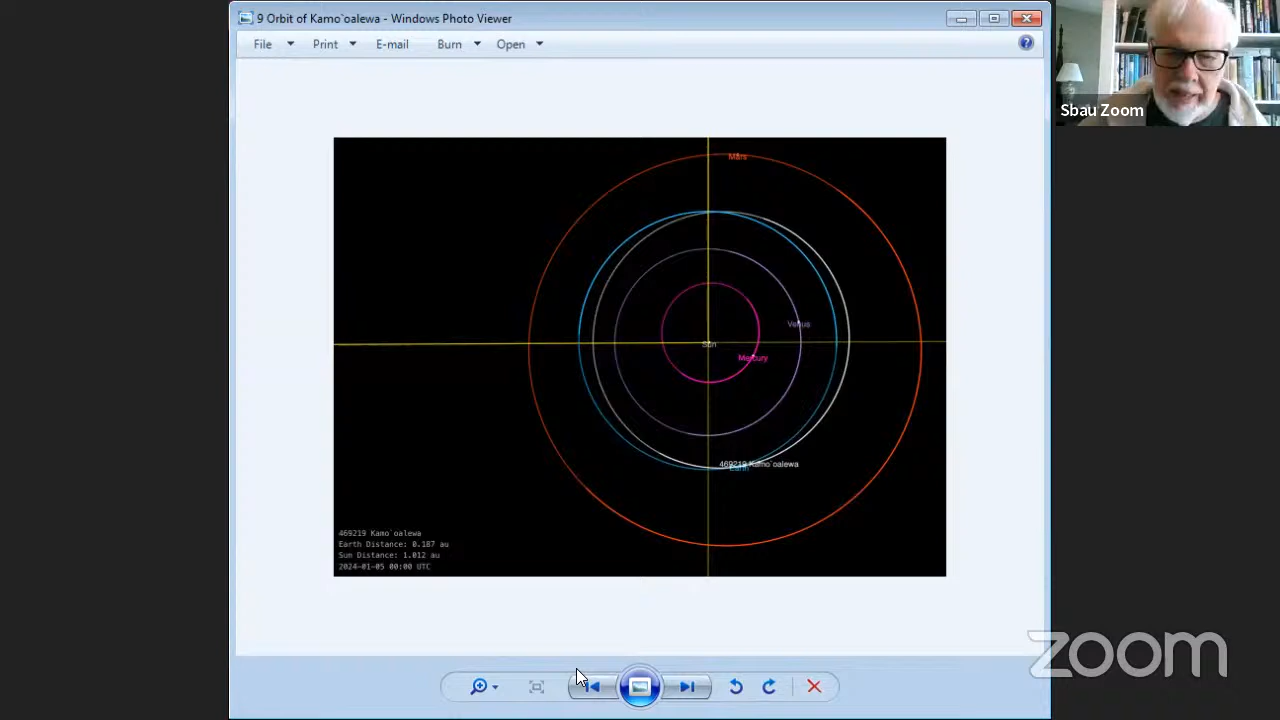 9 Orbit of Kamo`oalewa - Windows Photo Viewer
File Print E-mail Burn Open
Sbau Zoom
Mars
Venus
Sun
Mercury
469219 Kamo`oalewa
Earth
469219 Kamo`oalewa
Earth Distance: 0.187 au
Sun Distance: 1.012 au
2024-01-05 00:00 UTC
zoom